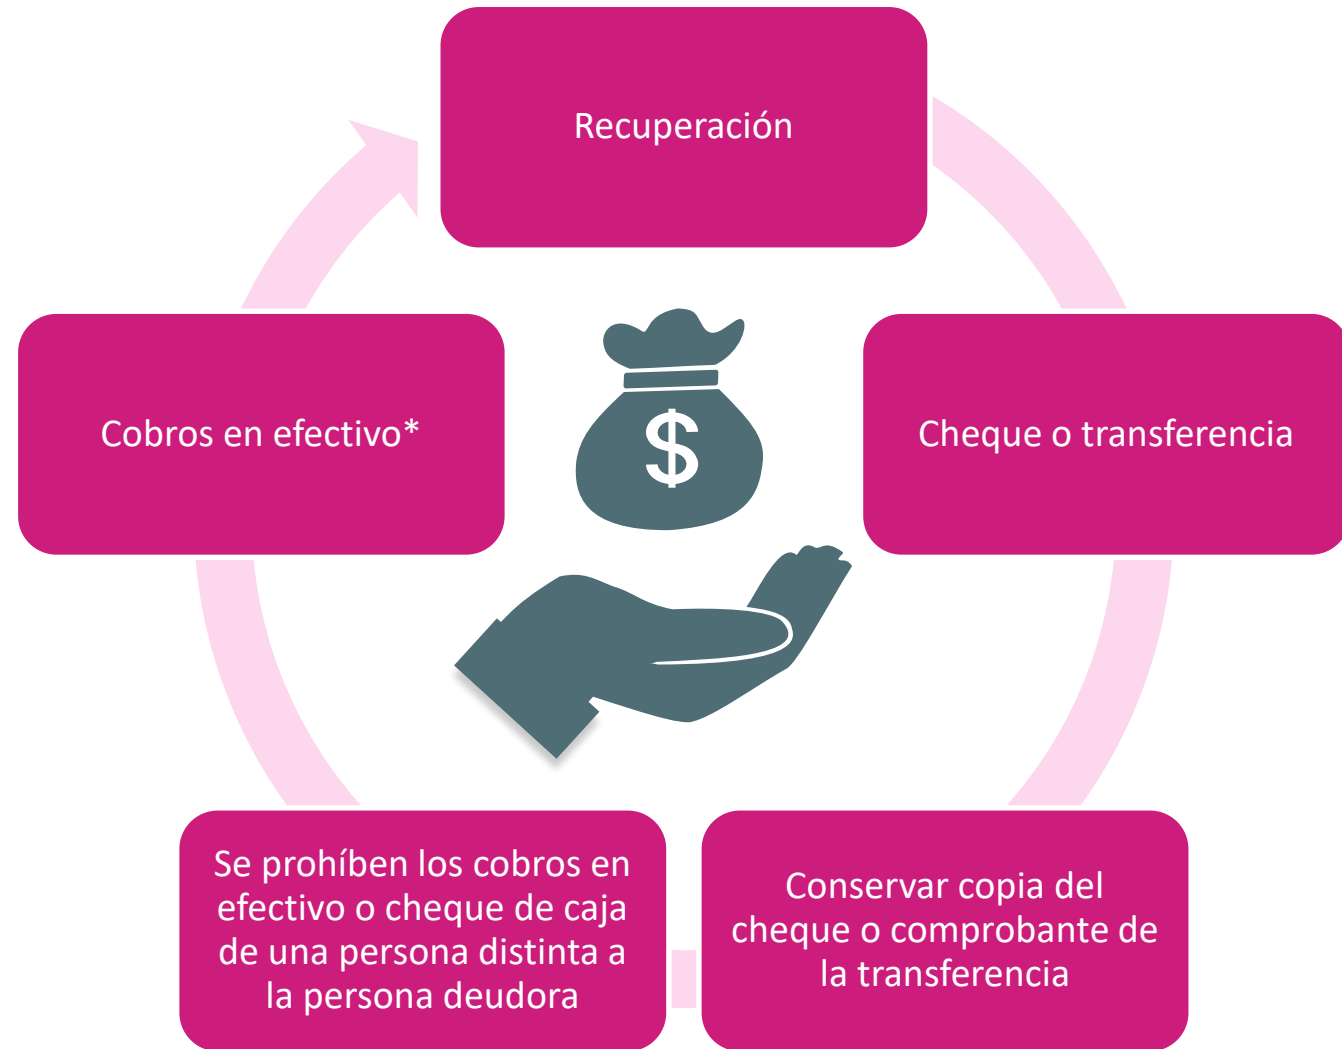 Recuperación
Cheque o transferencia
Conservar copia del
cheque o comprobante de
la transferencia
Se prohíben los cobros en
efectivo o cheque de caja
de una persona distinta a
la persona deudora
Cobros en efectivo*
$